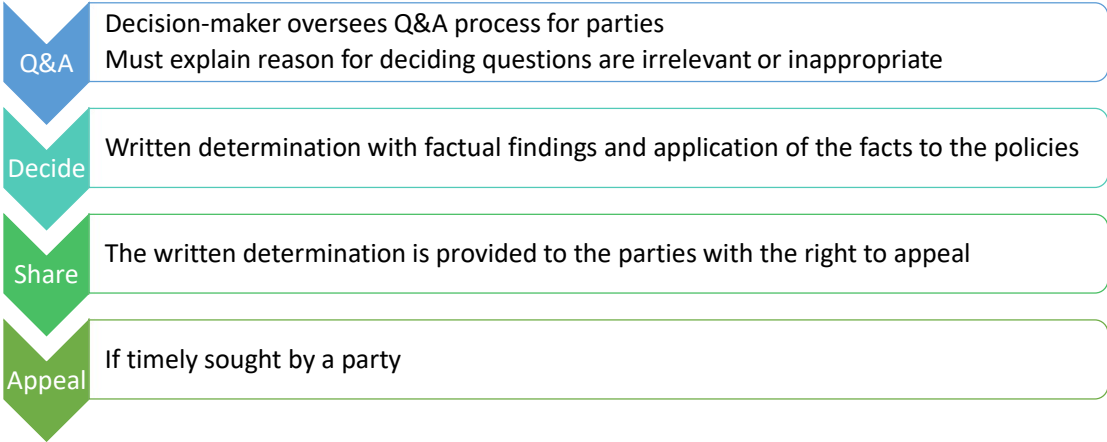 Q&A
Decision-maker oversees Q&A process for parties
Must explain reason for deciding questions are irrelevant or inappropriate
Decide
Written determination with factual findings and application of the facts to the policies
Share
The written determination is provided to the parties with the right to appeal
Appeal
If timely sought by a party